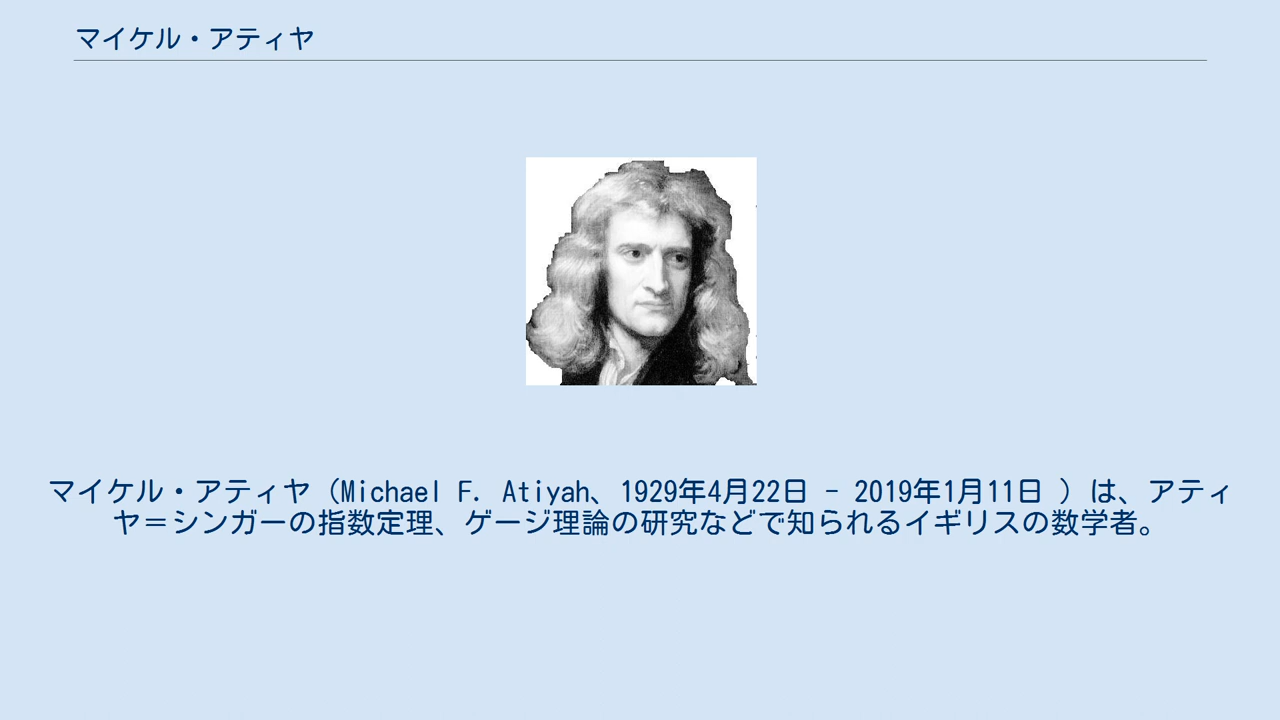 マイケル・アティヤ
マイケル・アティヤ（Michael F. Atiyah、1929年4月22日 - 2019年1月11日 ）は、アティ
ヤ＝シンガーの指数定理、ゲージ理論の研究などで知られるイギリスの数学者。